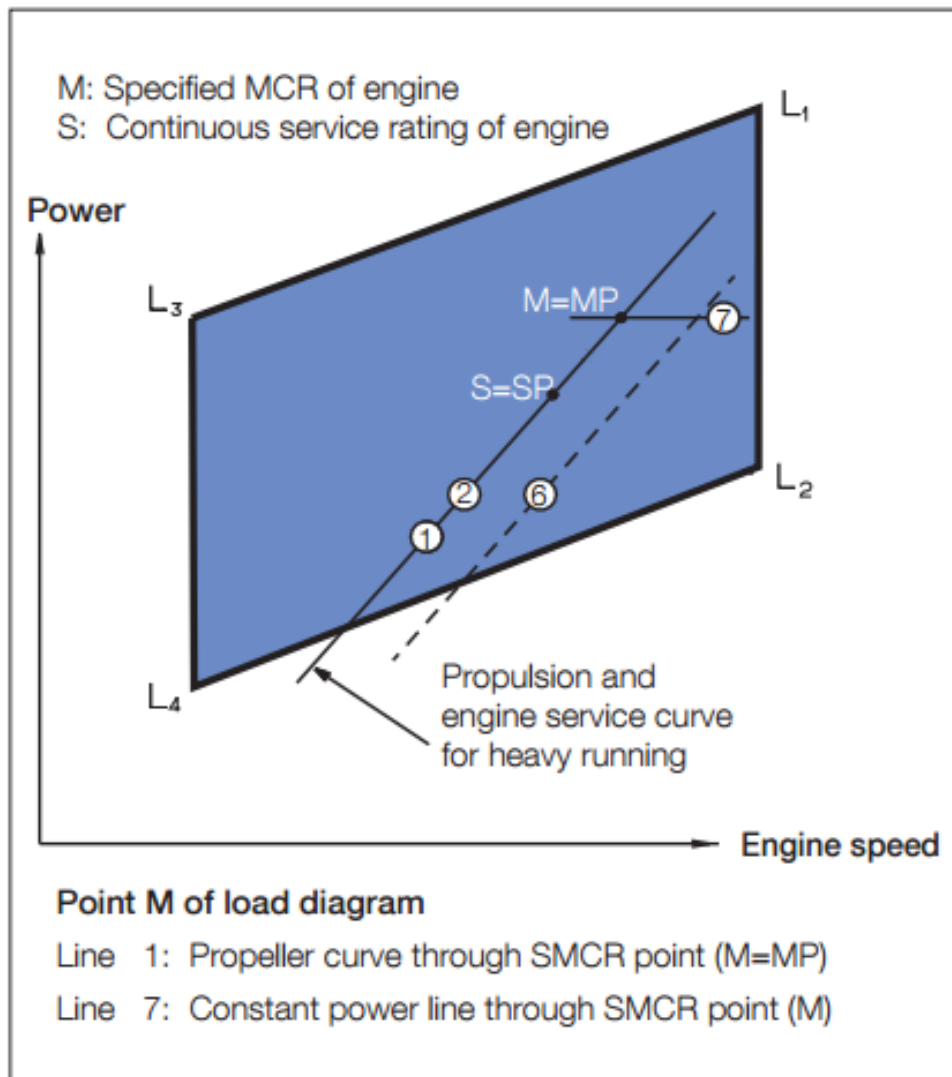 M: Specified MCR of engine
S: Continuous service rating of engine
L₁
Power
L₃
M=MP
7
S=SP
2
6
L₂
1
L₄
Propulsion and
engine service curve
for heavy running
Engine speed
Point M of load diagram
Line 1: Propeller curve through SMCR point (M=MP)
Line 7: Constant power line through SMCR point (M)